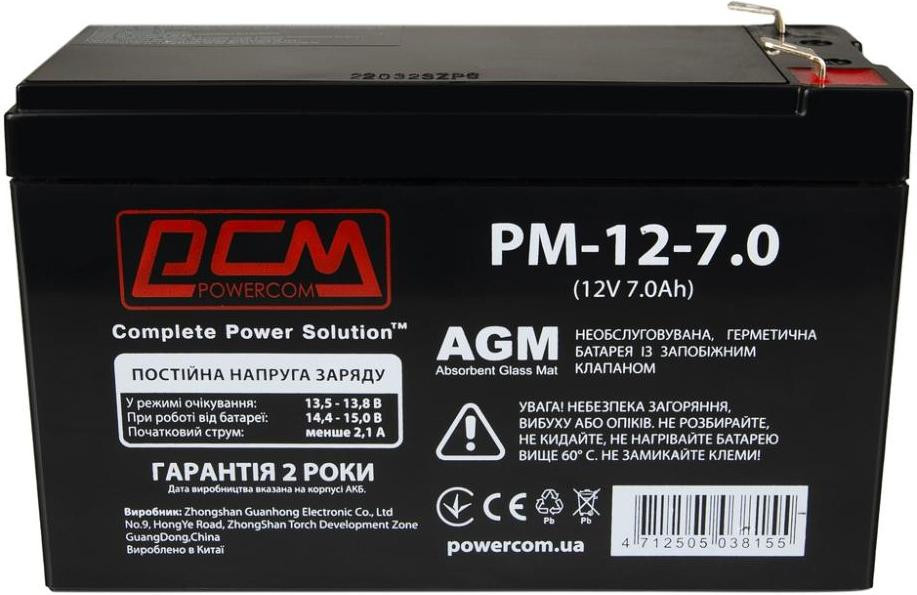 22032SZP6
PCM
POWERCOM
Complete Power Solution™
ПОСТІЙНА НАПРУГА ЗАРЯДУ
У режимі очікування: 13,5 - 13,8 В
При роботі від батареї: 14,4 - 15,0 В
Початковий струм: менше 2,1 А
ГАРАНТІЯ 2 РОКИ
Дата виробництва вказана на корпусі АКБ.
Виробник: Zhongshan Guanhong Electronic Co., Ltd
No.9, HongYe Road, ZhongShan Torch Development Zone
GuangDong,China
Вироблено в Китаї
PM-12-7.0
(12V 7.0Ah)
AGM
Absorbent Glass Mat
НЕОБСЛУГОВУВАНА, ГЕРМЕТИЧНА
БАТАРЕЯ ІЗ ЗАПОБІЖНИМ
КЛАПАНОМ
УВАГА! НЕБЕЗПЕКА ЗАГОРЯННЯ,
ВИБУХУ АБО ОПІКУ. НЕ РОЗБИРАЙТЕ,
НЕ КИДАЙТЕ, НЕ НАГРІВАЙТЕ БАТАРЕЮ
ВИЩЕ 60° С. НЕ ЗАМИКАЙТЕ КЛЕМИ!
CE
Pb Pb
powercom.ua
4 712505 038155